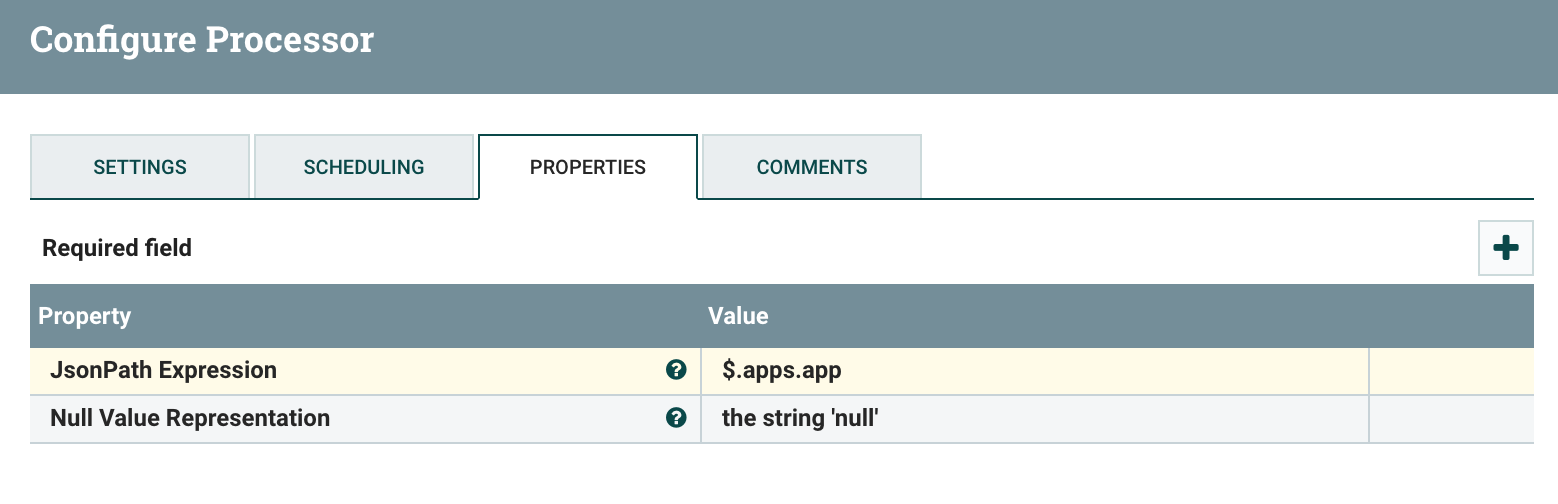 Configure Processor
SETTINGS SCHEDULING PROPERTIES COMMENTS
Required field
Property Value
JsonPath Expression $.apps.app
Null Value Representation the string 'null'